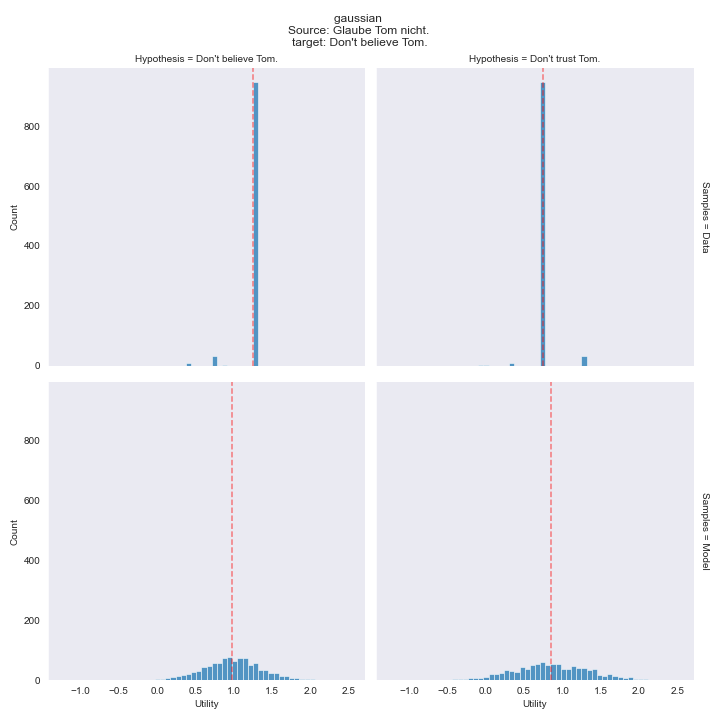 gaussian
Source: Glaube Tom nicht.
target: Don't believe Tom.
Hypothesis = Don't believe Tom.
Hypothesis = Don't trust Tom.
800
600
400
200
0
Count
Samples = Data
800
600
400
200
0
Count
Samples = Model
−1.0 −0.5 0.0 0.5 1.0 1.5 2.0 2.5
Utility
−1.0 −0.5 0.0 0.5 1.0 1.5 2.0 2.5
Utility